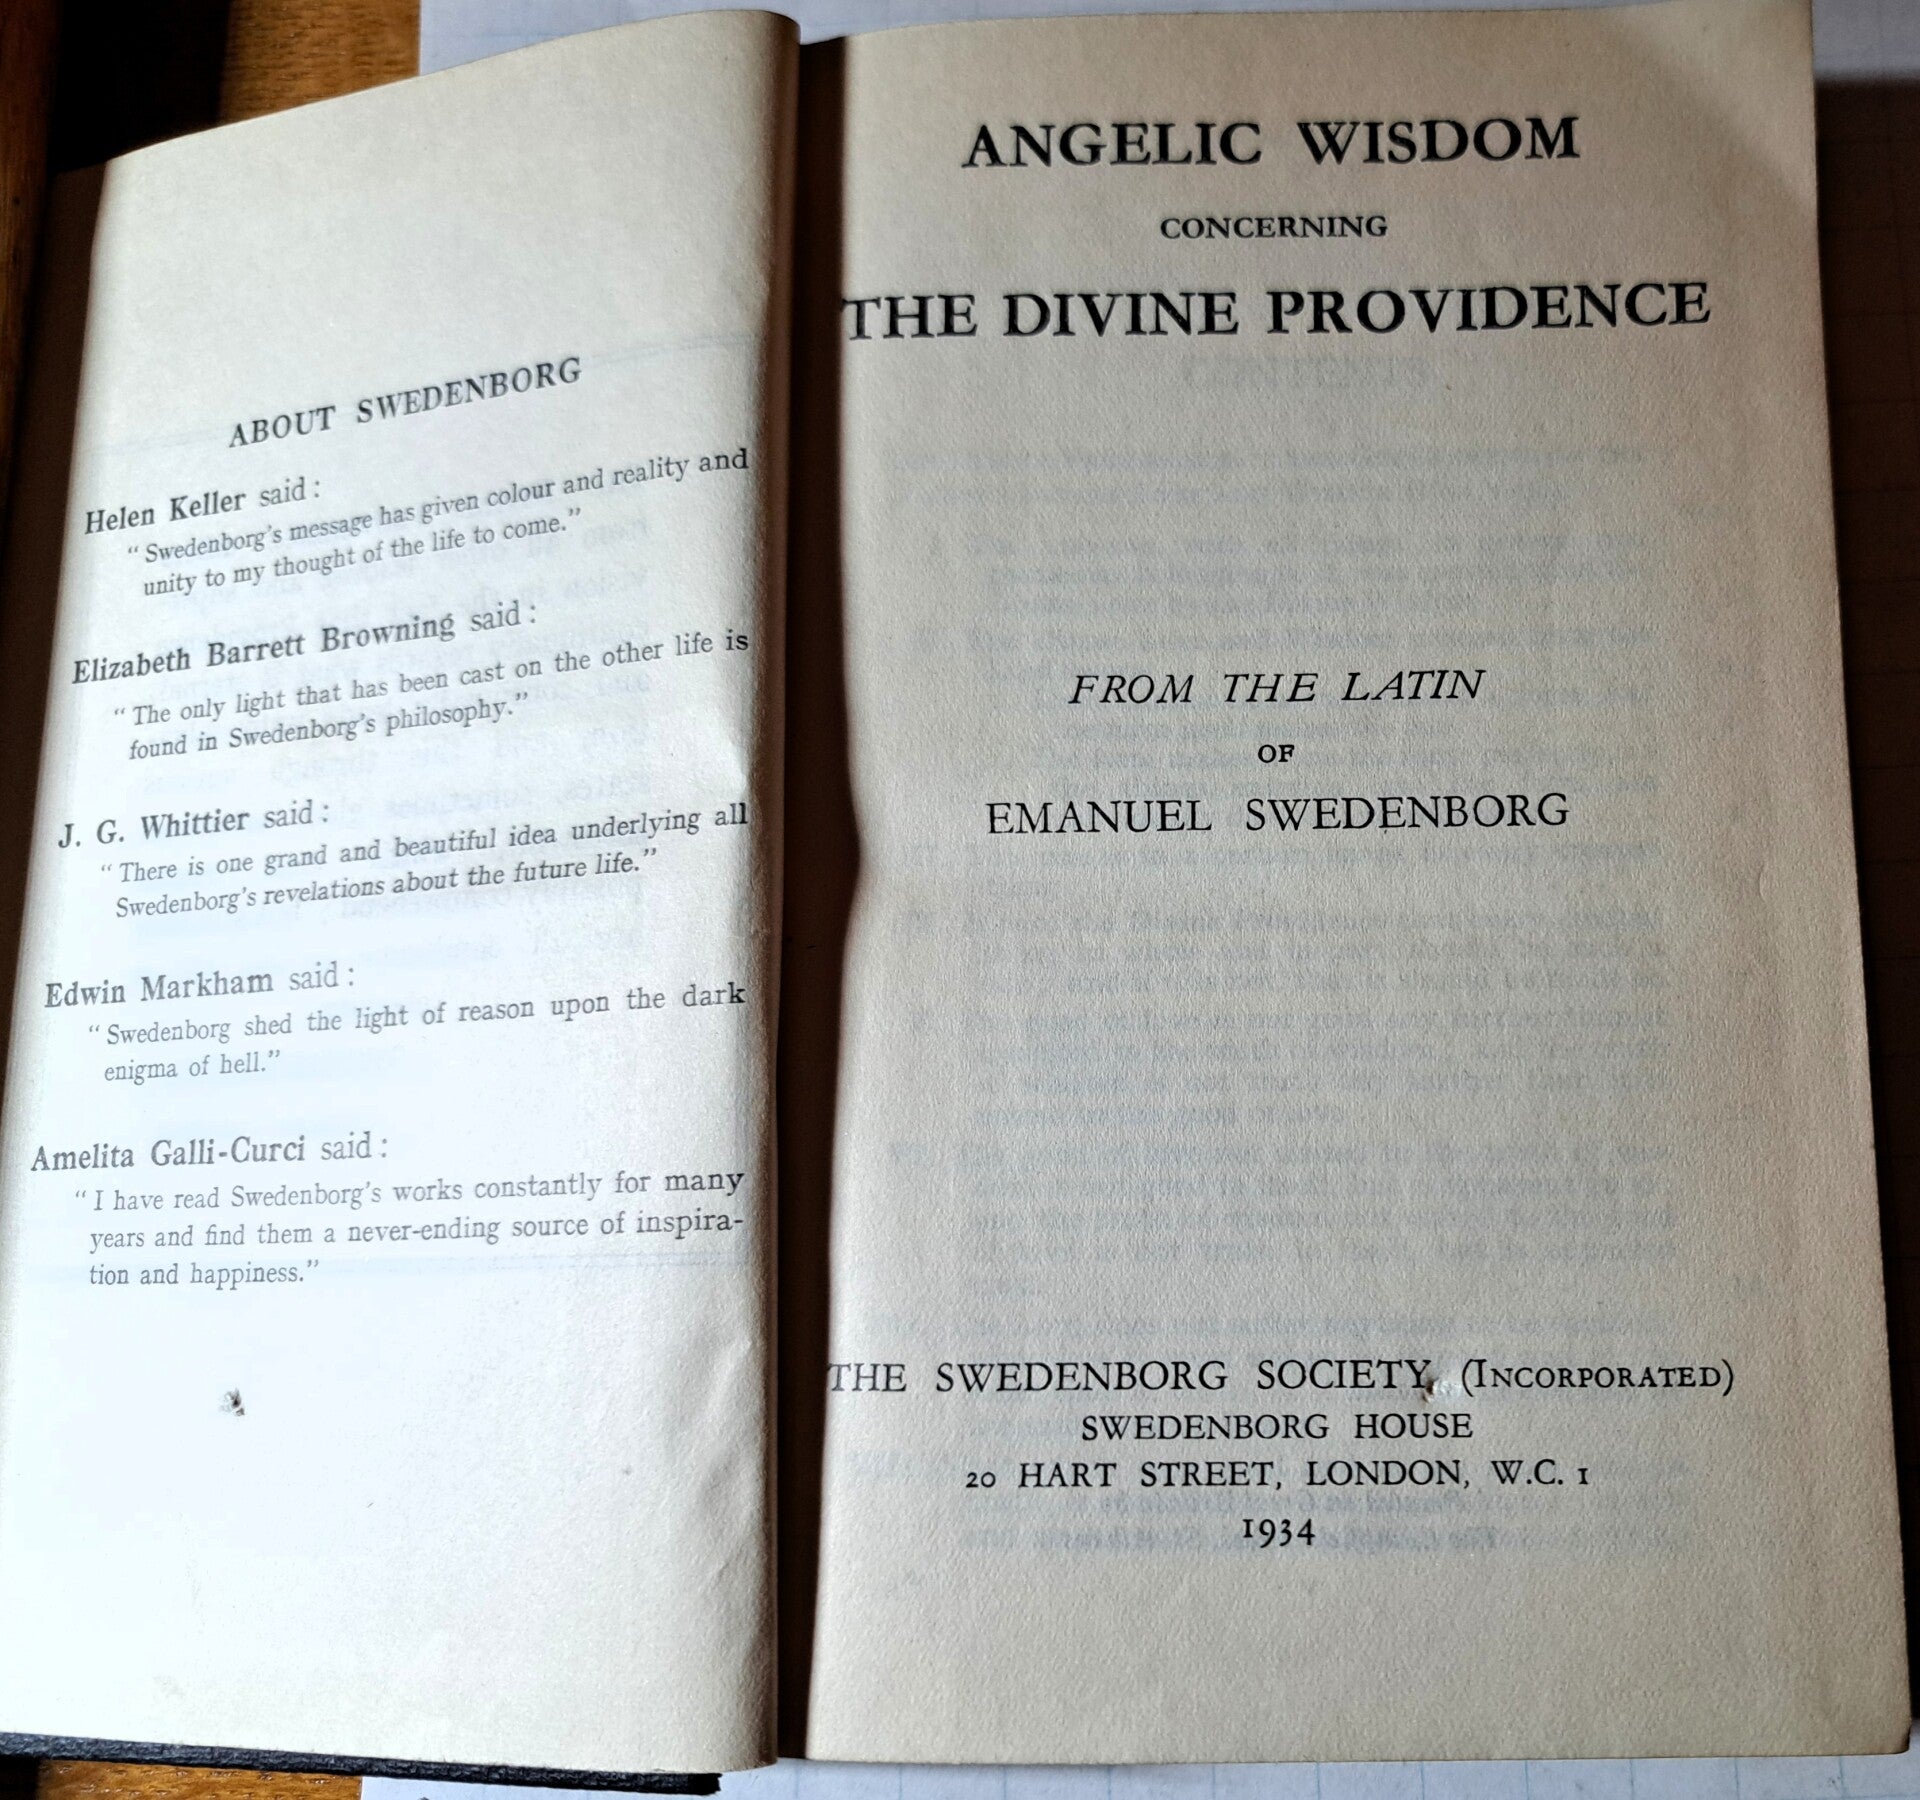 ABOUT SWEDENBORG
Helen Keller said :
“ Swedenborg’s message has given colour and reality and
unity to my thought of the life to come.”
Elizabeth Barrett Browning said :
“ The only light that has been cast on the other life is
found in Swedenborg’s philosophy.”
J. G. Whittier said :
“ There is one grand and beautiful idea underlying all
Swedenborg’s revelations about the future life.”
Edwin Markham said :
“ Swedenborg shed the light of reason upon the dark
enigma of hell.”
Amelita Galli-Curci said :
“ I have read Swedenborg’s works constantly for many
years and find them a never-ending source of inspira-
tion and happiness.”
ANGELIC WISDOM
CONCERNING
THE DIVINE PROVIDENCE
FROM THE LATIN
OF
EMANUEL SWEDENBORG
THE SWEDENBORG SOCIETY (INCORPORATED)
SWEDENBORG HOUSE
20 HART STREET, LONDON, W.C. 1
1934